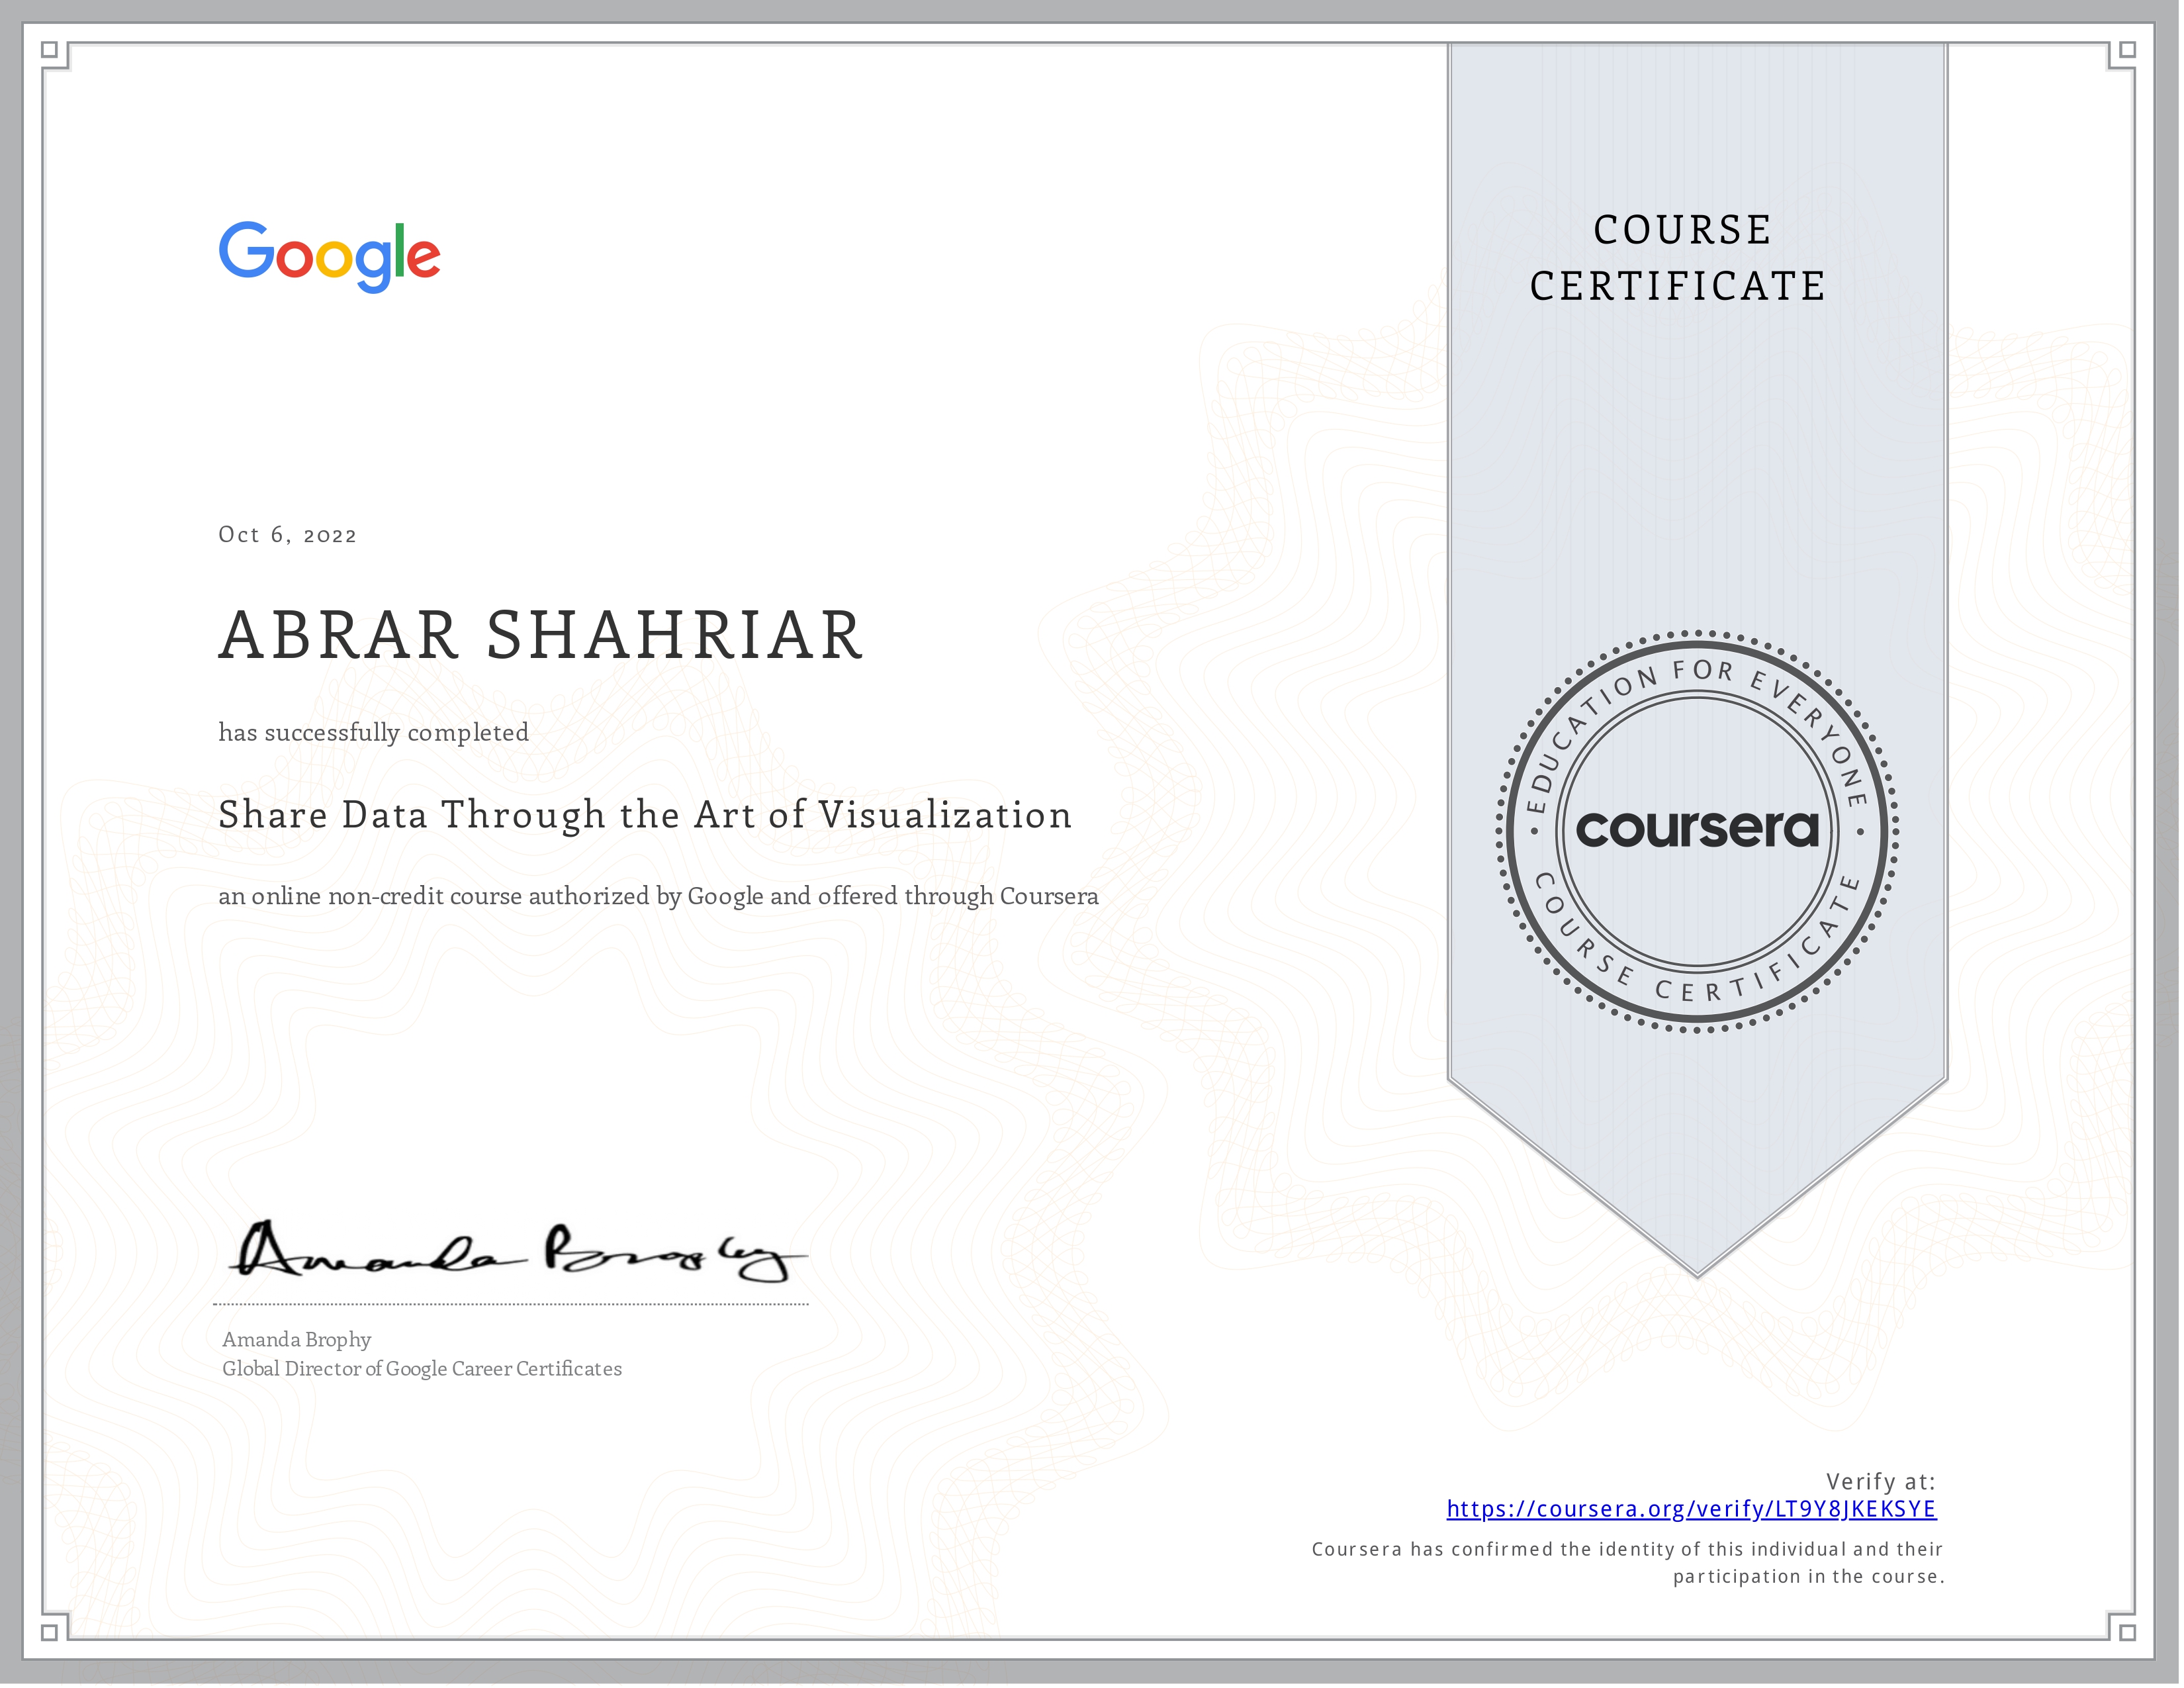 Google
COURSE
CERTIFICATE
Oct 6, 2022
ABRAR SHAHRIAR
has successfully completed
Share Data Through the Art of Visualization
an online non-credit course authorized by Google and offered through Coursera
EDUCATION FOR EVERYONE
coursera
COURSE CERTIFICATE
Amanda Brophy
Amanda Brophy
Global Director of Google Career Certificates
Verify at:
https://coursera.org/verify/LT9Y8JKEKSYE
Coursera has confirmed the identity of this individual and their
participation in the course.